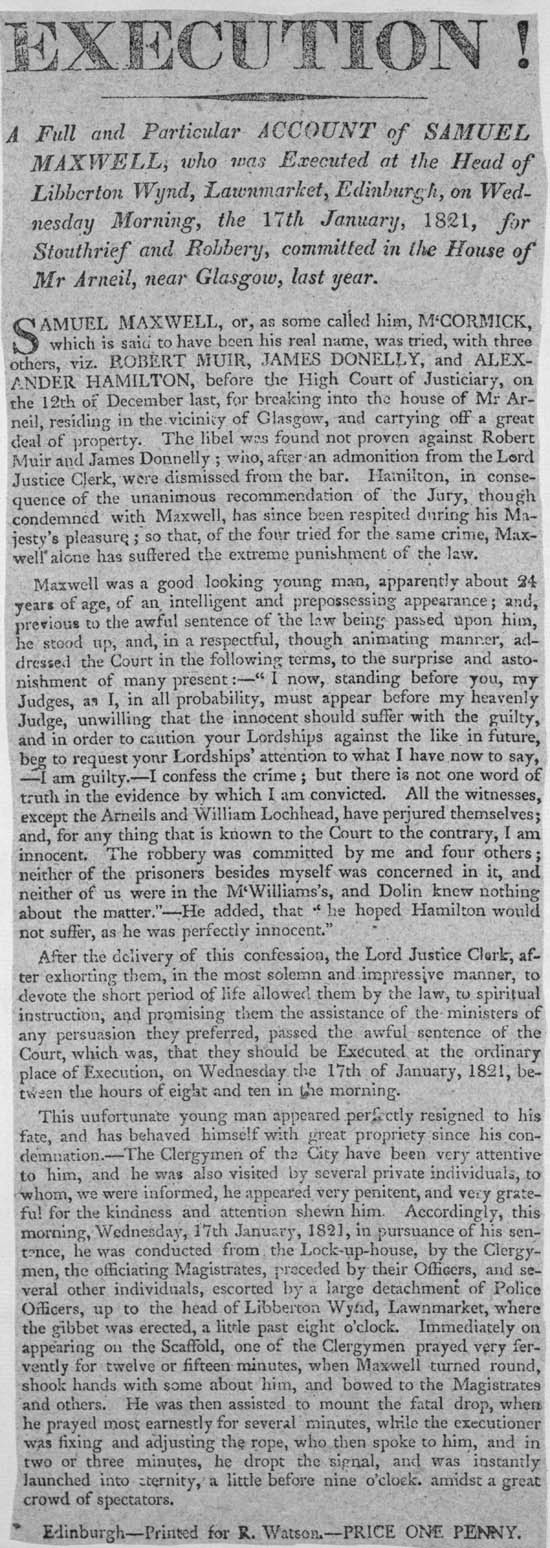 EXECUTION !
A Full and Particular ACCOUNT of SAMUEL
MAXWELL, who was Executed at the Head of
Libberton Wynd, Lawnmarket, Edinburgh, on Wed-
nesday Morning, the 17th January, 1821, for
Stouthrief and Robbery, committed in the House of
Mr Arneil, near Glasgow, last year.
SAMUEL MAXWELL, or, as some called him, M‘CORMICK,
which is said to have been his real name, was tried, with three
others, viz. ROBERT MUIR, JAMES DONELLY, and ALEX-
ANDER HAMILTON, before the High Court of Justiciary, on
the 12th of December last, for breaking into the house of Mr Ar-
neil, residing in the vicinity of Glasgow, and carrying off a great
deal of property. The libel was found not proven against Robert
Muir and James Donnelly ; who, after an admonition from the Lord
Justice Clerk, were dismissed from the bar. Hamilton, in conse-
quence of the unanimous recommendation of the Jury, though
condemned with Maxwell, has since been respited during his Ma-
jesty's pleasure ; so that, of the four tried for the same crime, Max-
well alone has suffered the extreme punishment of the law.
Maxwell was a good looking young man, apparently about 24
years of age, of an intelligent and prepossessing appearance ; and,
previous to the awful sentence of the law being passed upon him,
he stood up, and, in a respectful, though animating manner, ad-
dressed the Court in the following terms, to the surprise and asto-
nishment of many present :—“ I now, standing before you, my
Judges, as I, in all probability, must appear before my heavenly
Judge, unwilling that the innocent should suffer with the guilty,
and in order to caution your Lordships against the like in future,
beg to request your Lordships' attention to what I have now to say,
—I am guilty.—I confess the crime ; but there is not one word of
truth in the evidence by which I am convicted. All the witnesses,
except the Arneils and William Lochhead, have perjured themselves;
and, for any thing that is known to the Court to the contrary, I am
innocent. The robbery was committed by me and four others ;
neither of the prisoners besides myself was concerned in it, and
neither of us were in the M‘Williams's, and Dolin knew nothing
about the matter.”—He added, that “ he hoped Hamilton would
not suffer, as he was perfectly innocent.”
After the delivery of this confession, the Lord Justice Clerk, af-
ter exhorting them, in the most solemn and impressive manner, to
devote the short period of life allowed them by the law, to spiritual
instruction, and promising them the assistance of the ministers of
any persuasion they preferred, passed the awful sentence of the
Court, which was, that they should be Executed at the ordinary
place of Execution, on Wednesday the 17th of January, 1821, be-
tween the hours of eight and ten in the morning.
This unfortunate young man appeared perfectly resigned to his
fate, and has behaved himself with great propriety since his con-
demnation.—The Clergymen of the City have been very attentive
to him, and he was also visited by several private individuals, to
whom, we were informed, he appeared very penitent, and very grate-
ful for the kindness and attention shewn him. Accordingly, this
morning, Wednesday, 17th January, 1821, in pursuance of his sen-
tence, he was conducted from the Lock-up-house, by the Clergy-
men, the officiating Magistrates, preceded by their Officers, and se-
veral other individuals, escorted by a large detachment of Police
Officers, up to the head of Libberton Wynd, Lawnmarket, where
the gibbet was erected, a little past eight o'clock. Immediately on
appearing on the Scaffold, one of the Clergymen prayed very fer-
vently for twelve or fifteen minutes, when Maxwell turned round,
shook hands with some about him, and bowed to the Magistrates
and others. He was then assisted to mount the fatal drop, when
he prayed most earnestly for several minutes, while the executioner
was fixing and adjusting the rope, who then spoke to him, and in
two or three minutes, he dropt the signal, and was instantly
launched into eternity, a little before nine o'clock. amidst a great
crowd of spectators.
Edinburgh—Printed for R. Watson.—PRICE ONE PENNY.